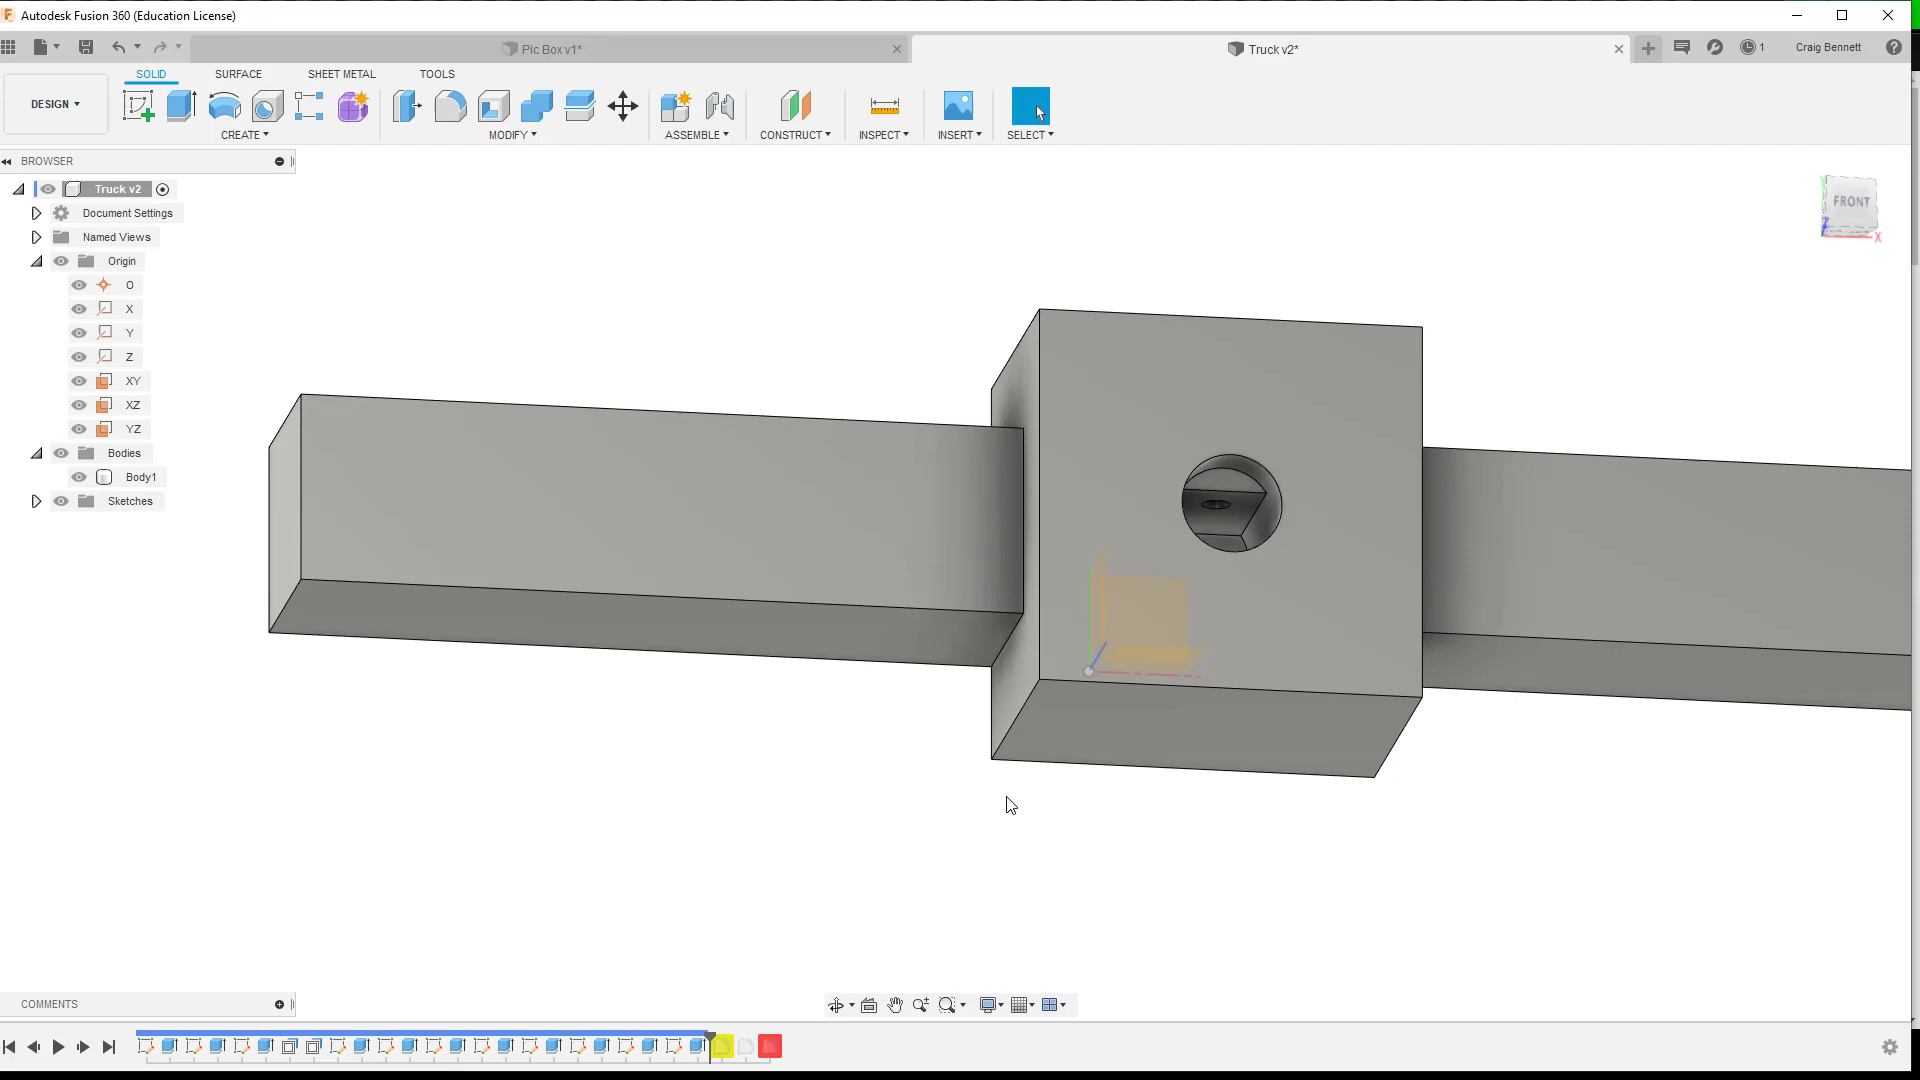 Autodesk Fusion 360 (Education License)
Pic Box v1*
Truck v2*
1
Craig Bennett
SOLID
SURFACE
SHEET METAL
TOOLS
DESIGN
CREATE
MODIFY
ASSEMBLE
CONSTRUCT
INSPECT
INSERT
SELECT
BROWSER
Truck v2
Document Settings
Named Views
Origin
O
X
Y
Z
XY
XZ
YZ
Bodies
Body1
Sketches
FRONT
Z
X
COMMENTS